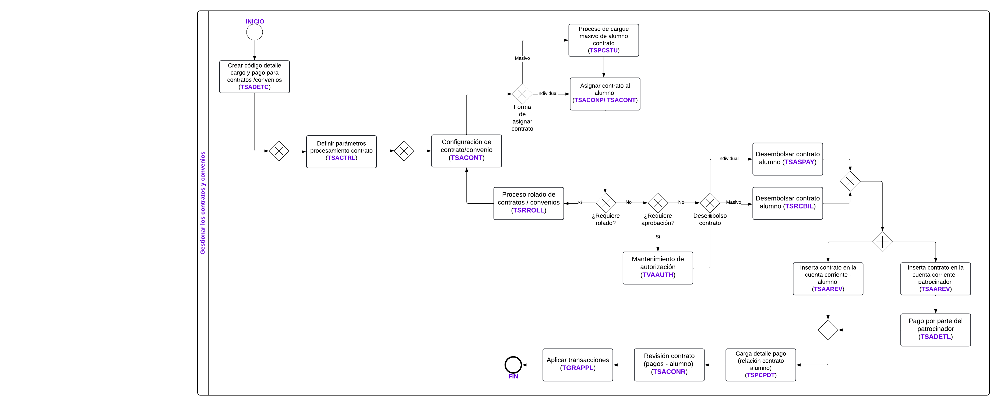 Gestionar los contratos y convenios
INICIO
Crear código detalle
cargo y pago para
contratos /convenios
(TSADETC)
Definir parámetros
procesamiento contrato
(TSACTRL)
Configuración de
contrato/convenio
(TSACONT)
Forma
de
asignar
contrato
Masivo
Individual
Proceso de cargue
masivo de alumno
contrato
(TSPCSTU)
Asignar contrato al
alumno
(TSACONP/ TSACONT)
¿Requiere
rolado?
Sí
Proceso rolado de
contratos / convenios
(TSRROLL)
No
¿Requiere
aprobación?
Sí
Mantenimiento de
autorización
(TVAAUTH)
No
Desembolso
contrato
Individual
Desembolsar contrato
alumno (TSASPAY)
Masivo
Desembolsar contrato
alumno (TSRCBIL)
Inserta contrato en la
cuenta corriente -
alumno
(TSAAREV)
Inserta contrato en la
cuenta corriente -
patrocinador
(TSAAREV)
Pago por parte del
patrocinador
(TSADETL)
Carga detalle pago
(relación contrato
alumno)
(TSPCPDT)
Revisión contrato
(pagos - alumno)
(TSACONR)
Aplicar transacciones
(TGRAPPL)
FIN